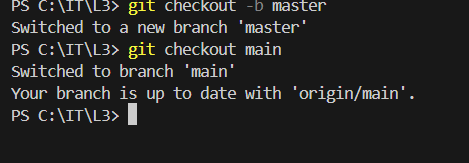 PS C:\IT\L3> git checkout -b master
Switched to a new branch 'master'
PS C:\IT\L3> git checkout main
Switched to branch 'main'
Your branch is up to date with 'origin/main'.
PS C:\IT\L3>